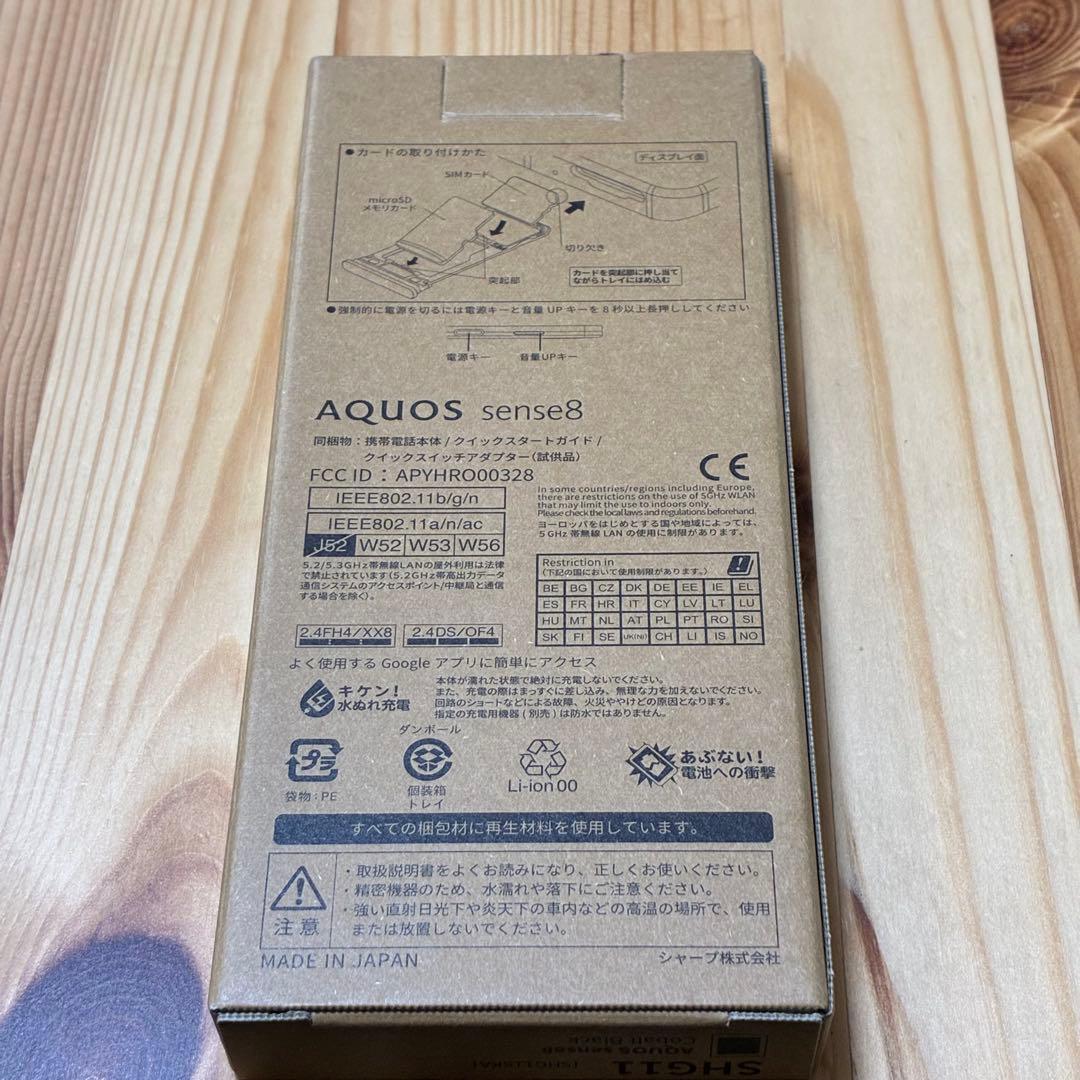 ●カードの取り付けかた
ディスプレイ面
SIMカード
microSD
メモリカード
切り欠き
突起部
カードを突起部に押し当て
ながらトレイにはめ込む
●強制的に電源を切るには電源キーと音量UPキーを8秒以上長押ししてください
電源キー 音量UPキー
AQUOS sense8
同梱物：携帯電話本体/クイックスタートガイド/
クイックスイッチアダプター(試供品)
FCC ID：APYHRO00328
CE
IEEE802.11b/g/n
IEEE802.11a/n/ac
J52 W52 W53 W56
5.2/5.3GHz帯無線LANの屋外利用は法律
で禁止されています(5.2GHz帯高出力データ
通信システムのアクセスポイント/中継局と通信
する場合を除く)。
In some countries/regions including Europe,
there are restrictions on the use of 5GHz WLAN
that may limit the use to indoors only.
Please check the local laws and regulations beforehand.
ヨーロッパをはじめとする国や地域によっては、
5GHz帯無線LANの使用に制限があります。
Restriction in
(下記の国において使用制限があります。)
BE BG CZ DK DE EE IE EL
ES FR HR IT CY LV LT LU
HU MT NL AT PL PT RO SI
SK FI SE UK(NI) CH LI IS NO
2.4FH4/XX8 2.4DS/OF4
よく使用する Google アプリに簡単にアクセス
キケン！
水ぬれ充電
本体が濡れた状態で絶対に充電しないでください。
また、充電の際はまっすぐに差し込み、無理な力を加えないでください。
回路のショートなどによる故障、火災ややけどの原因となります。
指定の充電用機器(別売)は防水ではありません。
プラ
袋物：PE
ダンボール
個装箱
トレイ
Li-ion 00
あぶない！
電池への衝撃
すべての梱包材に再生材料を使用しています。
注意
・取扱説明書をよくお読みになり、正しくお使いください。
・精密機器のため、水濡れや落下にご注意ください。
・強い直射日光下や炎天下の車内などの高温の場所で、使用
または放置しないでください。
MADE IN JAPAN
シャープ株式会社
SHG11
[SHG11SKA]
AQUOS sense8
Cobalt Black